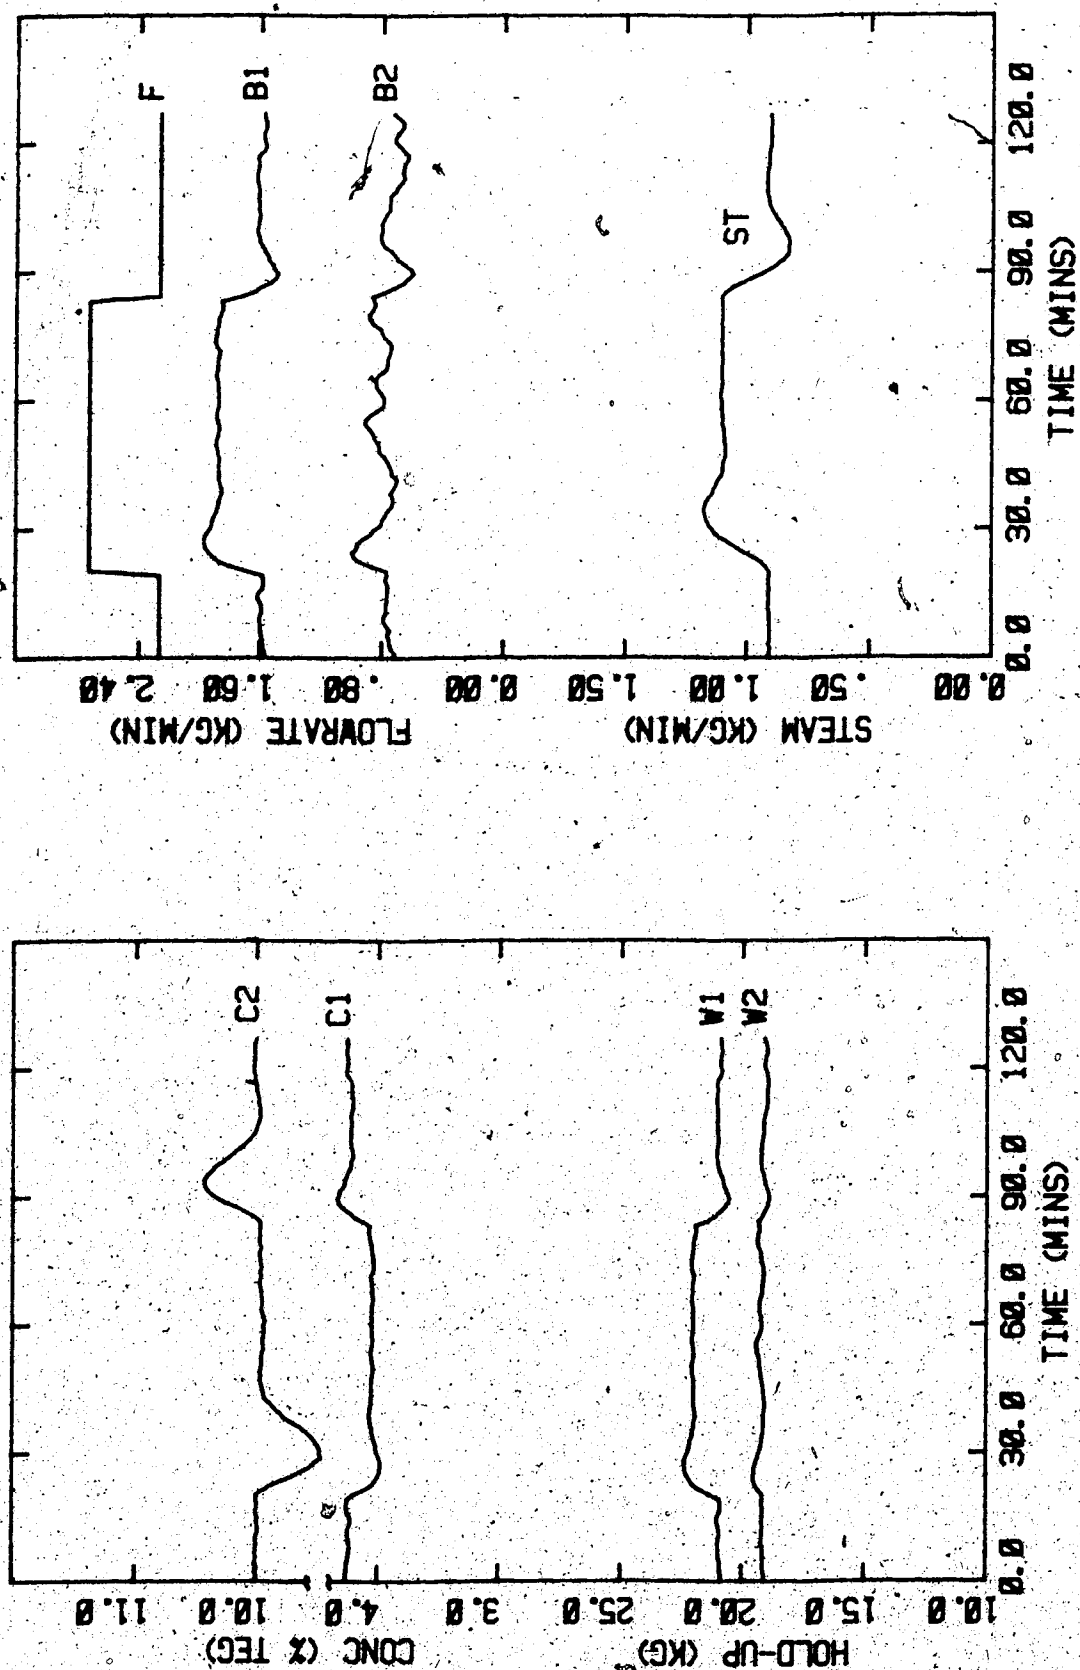 F
B1
B2
ST
2.40
1.60
.80
0.00
1.50
1.00
.50
0.00
FLOWRATE (KG/MIN)
STEAM (KG/MIN)
0.0
30.0
60.0
90.0
120.0
TIME (MINS)
C2
C1
W1
W2
11.0
10.0
4.0
3.0
25.0
20.0
15.0
10.0
CONC (% TEG)
HOLD-UP (KG)
0.0
30.0
60.0
90.0
120.0
TIME (MINS)